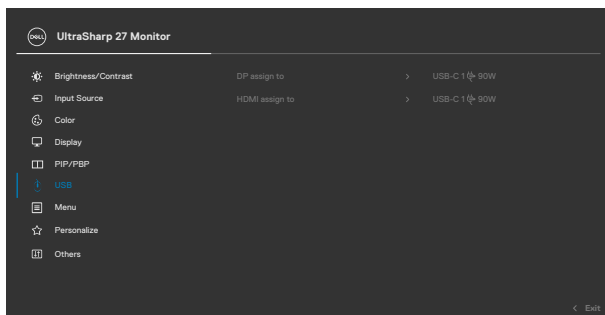 DELL UltraSharp 27 Monitor
Brightness/Contrast DP assign to > USB-C 1 90W
Input Source HDMI assign to > USB-C 1 90W
Color
Display
PIP/PBP
USB
Menu
Personalize
Others
< Exit